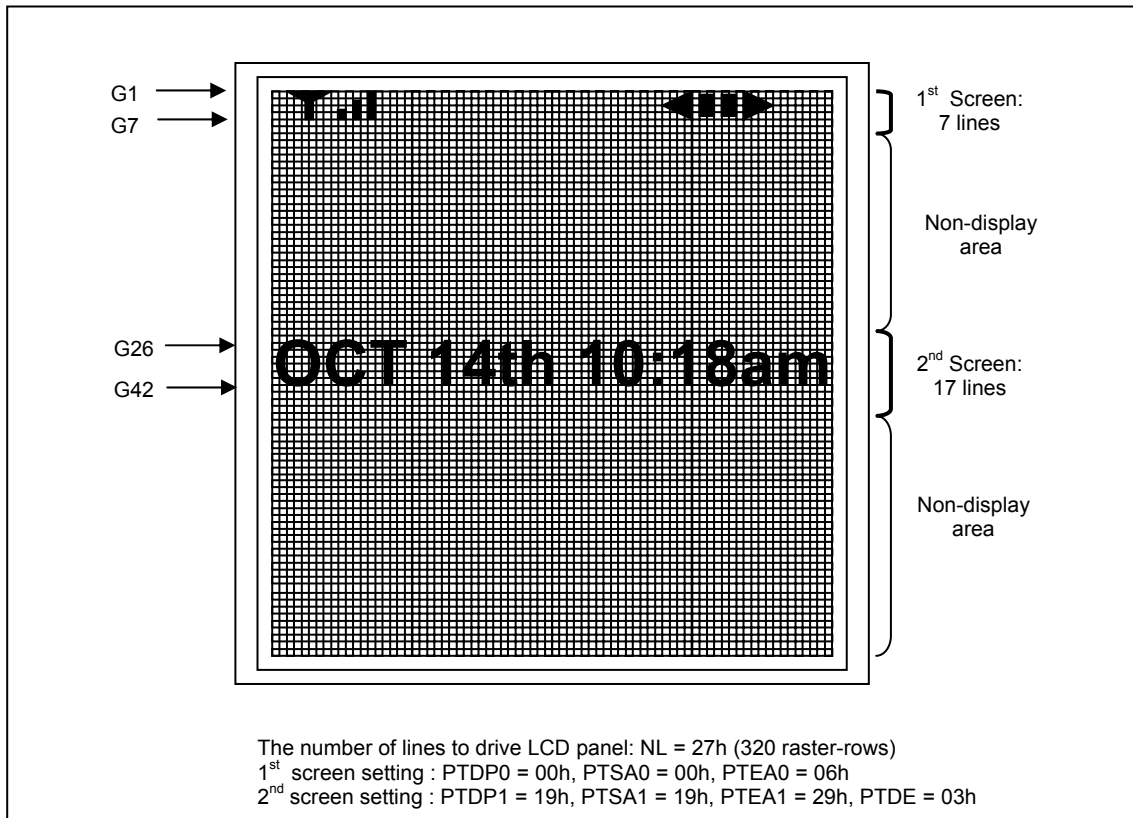 G1
G7
1st Screen:
7 lines
Non-display
area
G26
G42
OCT 14th 10:18am
2nd Screen:
17 lines
Non-display
area
The number of lines to drive LCD panel: NL = 27h (320 raster-rows)
1st screen setting : PTDP0 = 00h, PTSA0 = 00h, PTEA0 = 06h
2nd screen setting : PTDP1 = 19h, PTSA1 = 19h, PTEA1 = 29h, PTDE = 03h